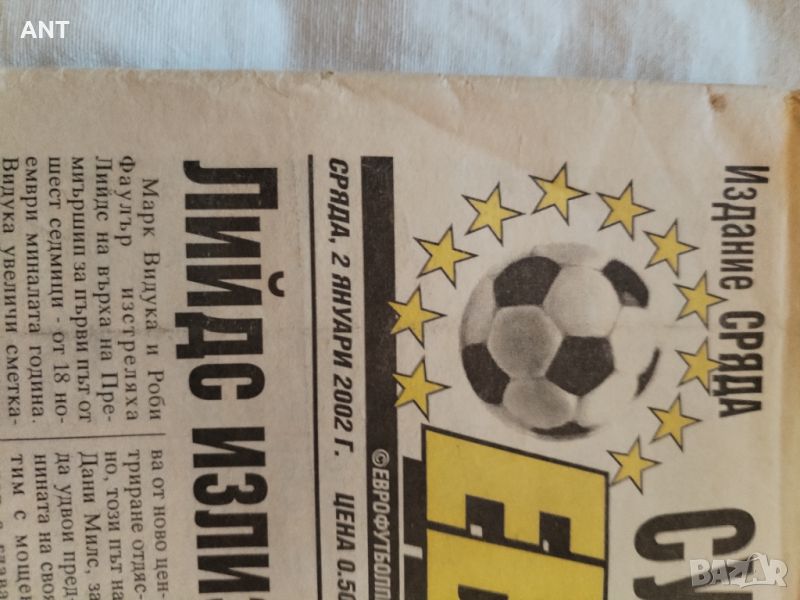 ANT
Издание СРЯДА
СРЯДА, 2 ЯНУАРИ 2002 г. ЦЕНА 0.50
©ЕВРОФУТБОЛ
ЛИЙДС ИЗЛИЗ
Марк Видука и Роби
Фаулър изстреляха
Лийдс на върха на Пре-
миършип за първи път от
шест седмици - от 18 но-
ември миналата година.
Видука увеличи сметка-
ва от ново цен-
триране отдяс-
но, този път на
Дани Милс, за
да удвои пред-
нината на своя
тим с мощен
БАЗАР